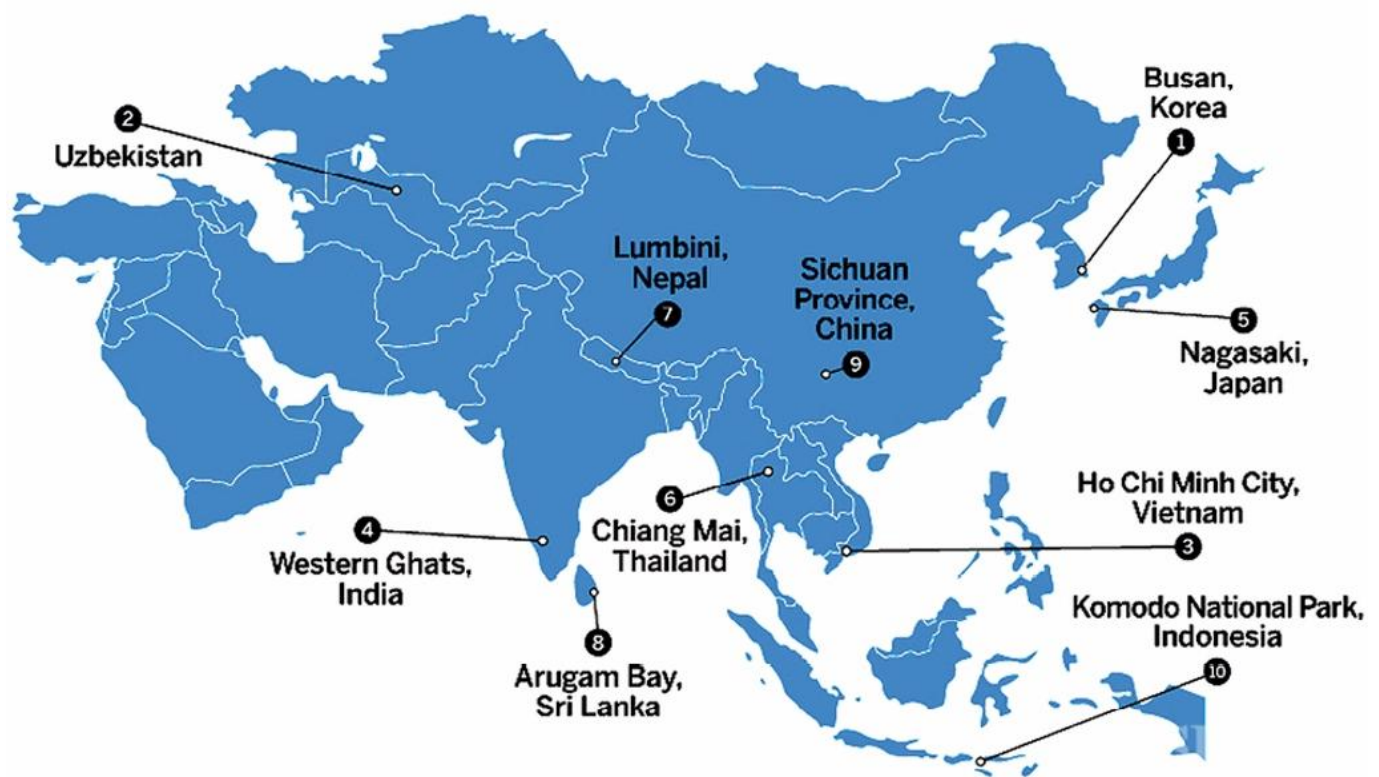 Busan,
Korea
1
2
Uzbekistan
Lumbini,
Nepal
7
Sichuan
Province,
China
9
5
Nagasaki,
Japan
Ho Chi Minh City,
Vietnam
3
6
Chiang Mai,
Thailand
4
Western Ghats,
India
Komodo National Park,
Indonesia
10
8
Arugam Bay,
Sri Lanka